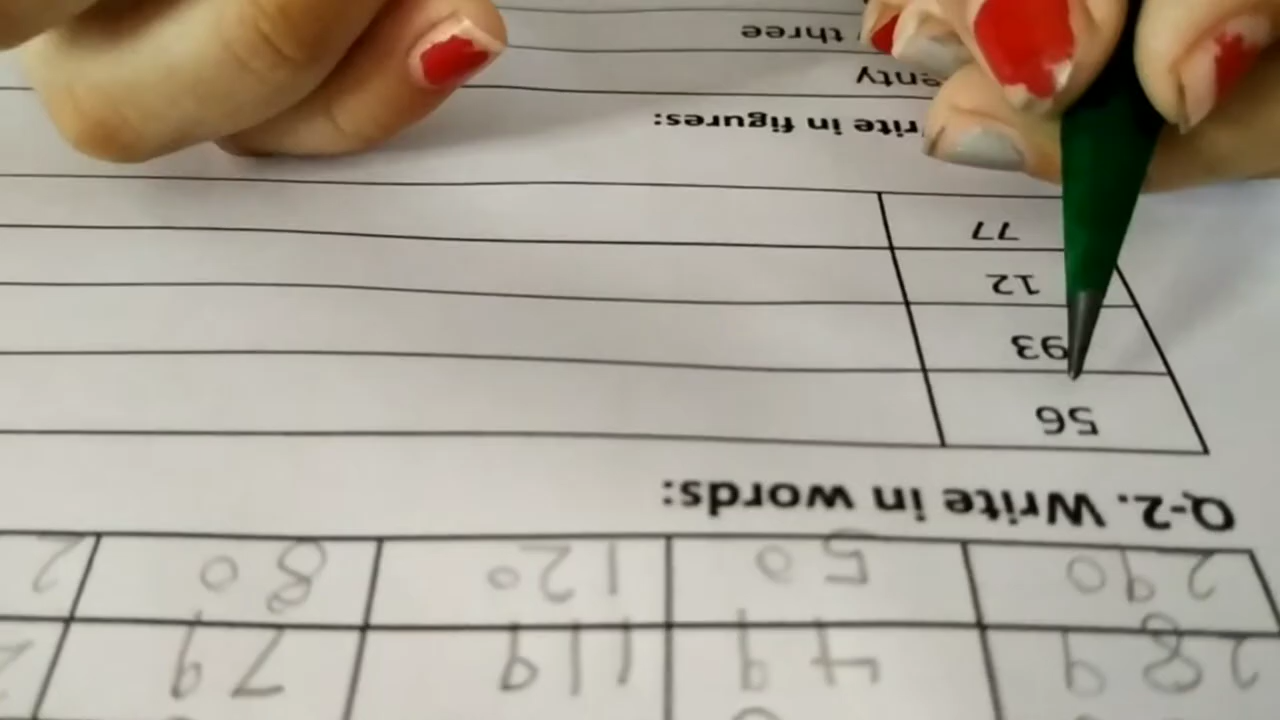 289 49 119 79
290 50 120 80 2
Q-2. Write in words:
56
93
12
77
rite in figures:
enty
three